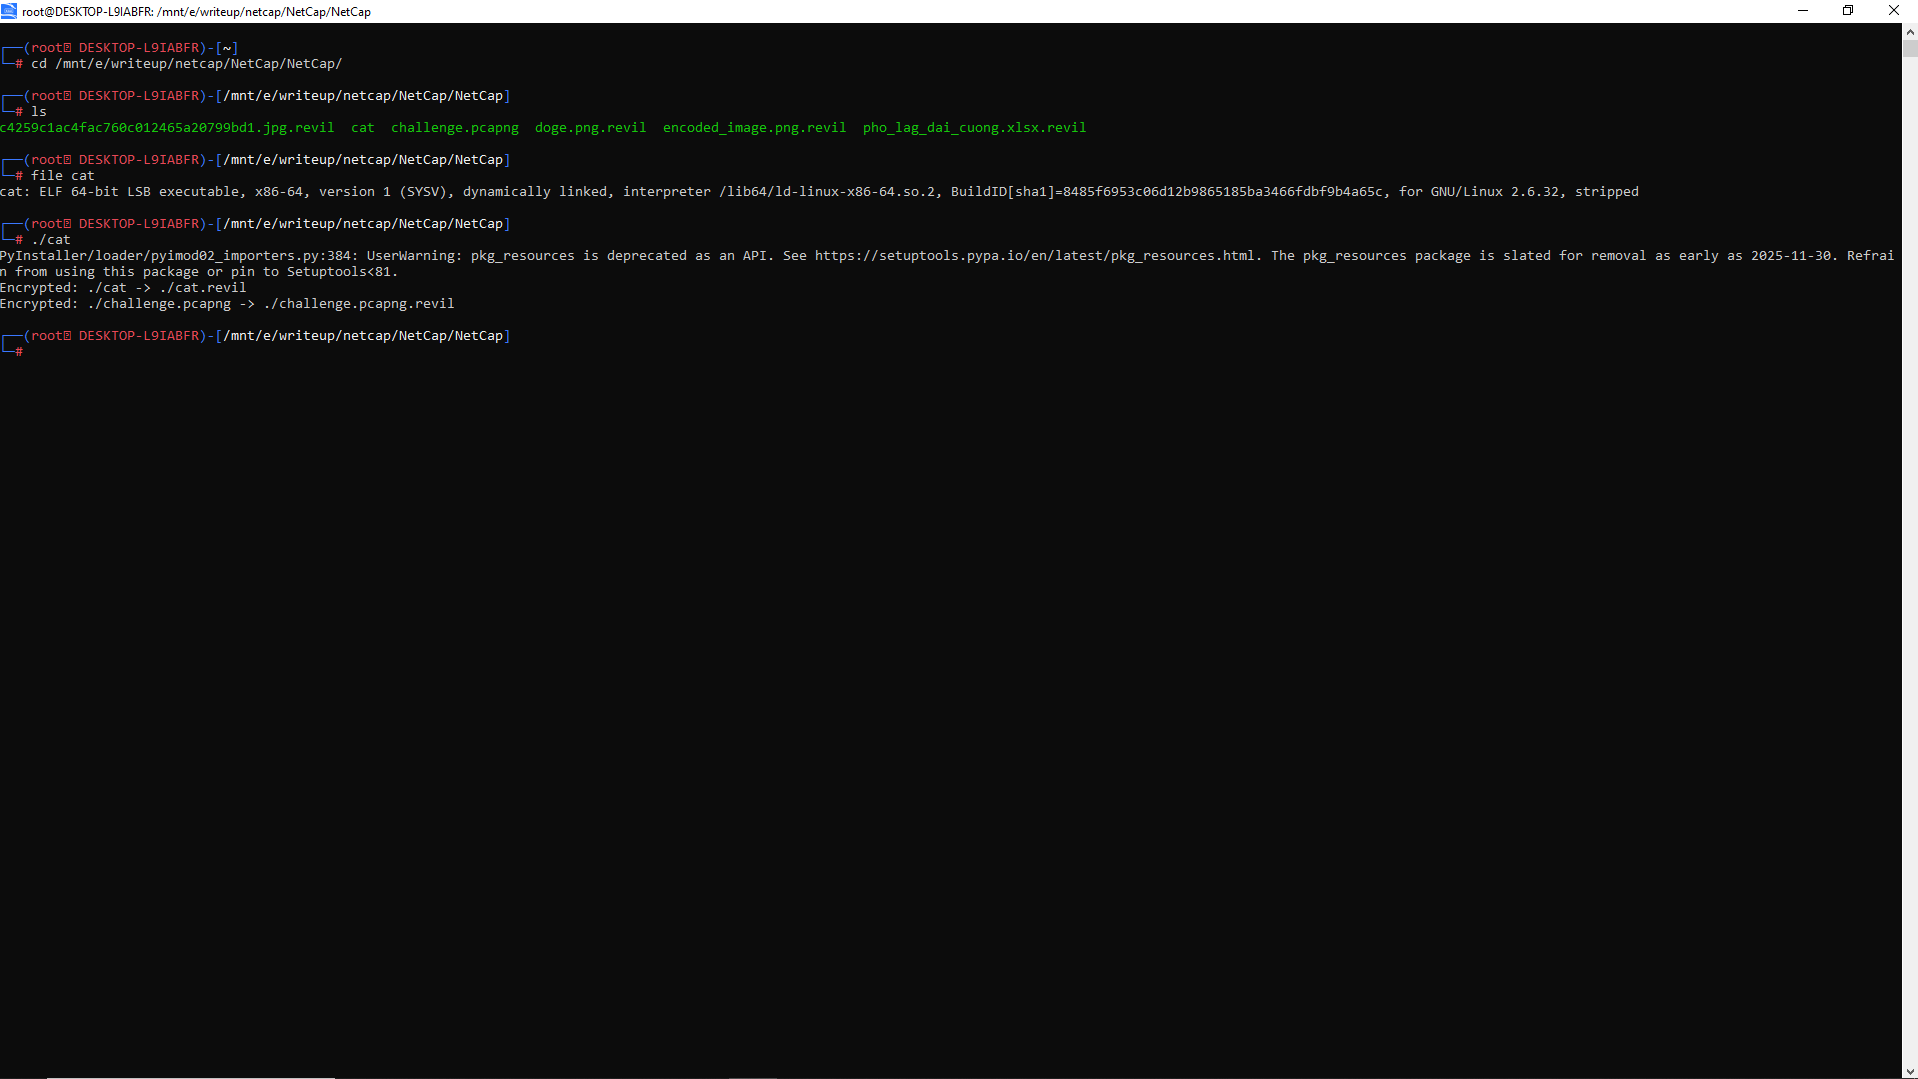 root@DESKTOP-L9IABFR: /mnt/e/writeup/netcap/NetCap/NetCap
┌──(root㉿ DESKTOP-L9IABFR)-[~]
└─# cd /mnt/e/writeup/netcap/NetCap/NetCap/
┌──(root㉿ DESKTOP-L9IABFR)-[/mnt/e/writeup/netcap/NetCap/NetCap]
└─# ls
c4259c1ac4fac760c012465a20799bd1.jpg.revil  cat  challenge.pcapng  doge.png.revil  encoded_image.png.revil  pho_lag_dai_cuong.xlsx.revil
┌──(root㉿ DESKTOP-L9IABFR)-[/mnt/e/writeup/netcap/NetCap/NetCap]
└─# file cat
cat: ELF 64-bit LSB executable, x86-64, version 1 (SYSV), dynamically linked, interpreter /lib64/ld-linux-x86-64.so.2, BuildID[sha1]=8485f6953c06d12b9865185ba3466fdbf9b4a65c, for GNU/Linux 2.6.32, stripped
┌──(root㉿ DESKTOP-L9IABFR)-[/mnt/e/writeup/netcap/NetCap/NetCap]
└─# ./cat
PyInstaller/loader/pyimod02_importers.py:384: UserWarning: pkg_resources is deprecated as an API. See https://setuptools.pypa.io/en/latest/pkg_resources.html. The pkg_resources package is slated for removal as early as 2025-11-30. Refrai
n from using this package or pin to Setuptools<81.
Encrypted: ./cat -> ./cat.revil
Encrypted: ./challenge.pcapng -> ./challenge.pcapng.revil
┌──(root㉿ DESKTOP-L9IABFR)-[/mnt/e/writeup/netcap/NetCap/NetCap]
└─#